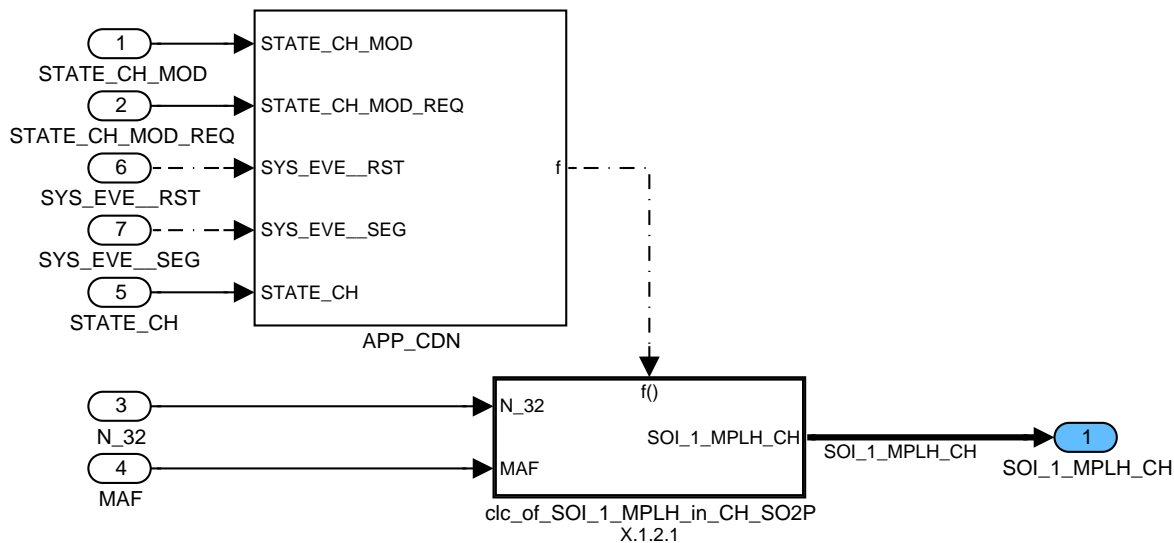 1
STATE_CH_MOD
STATE_CH_MOD
2
STATE_CH_MOD_REQ
STATE_CH_MOD_REQ
6
SYS_EVE__RST
SYS_EVE__RST
f
7
SYS_EVE__SEG
SYS_EVE__SEG
5
STATE_CH
STATE_CH
APP_CDN
f()
3
N_32
N_32
SOI_1_MPLH_CH
SOI_1_MPLH_CH
1
SOI_1_MPLH_CH
4
MAF
MAF
clc_of_SOI_1_MPLH_in_CH_SO2P
X.1.2.1